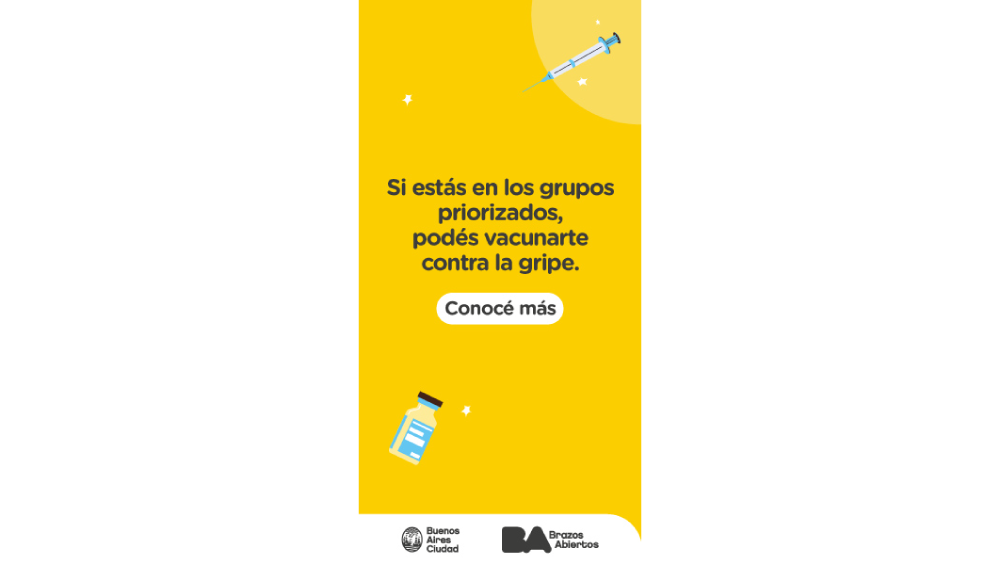 Si estás en los grupos
priorizados,
podés vacunarte
contra la gripe.
Conocé más
Buenos
Aires
Ciudad
BA
Brazos
Abiertos